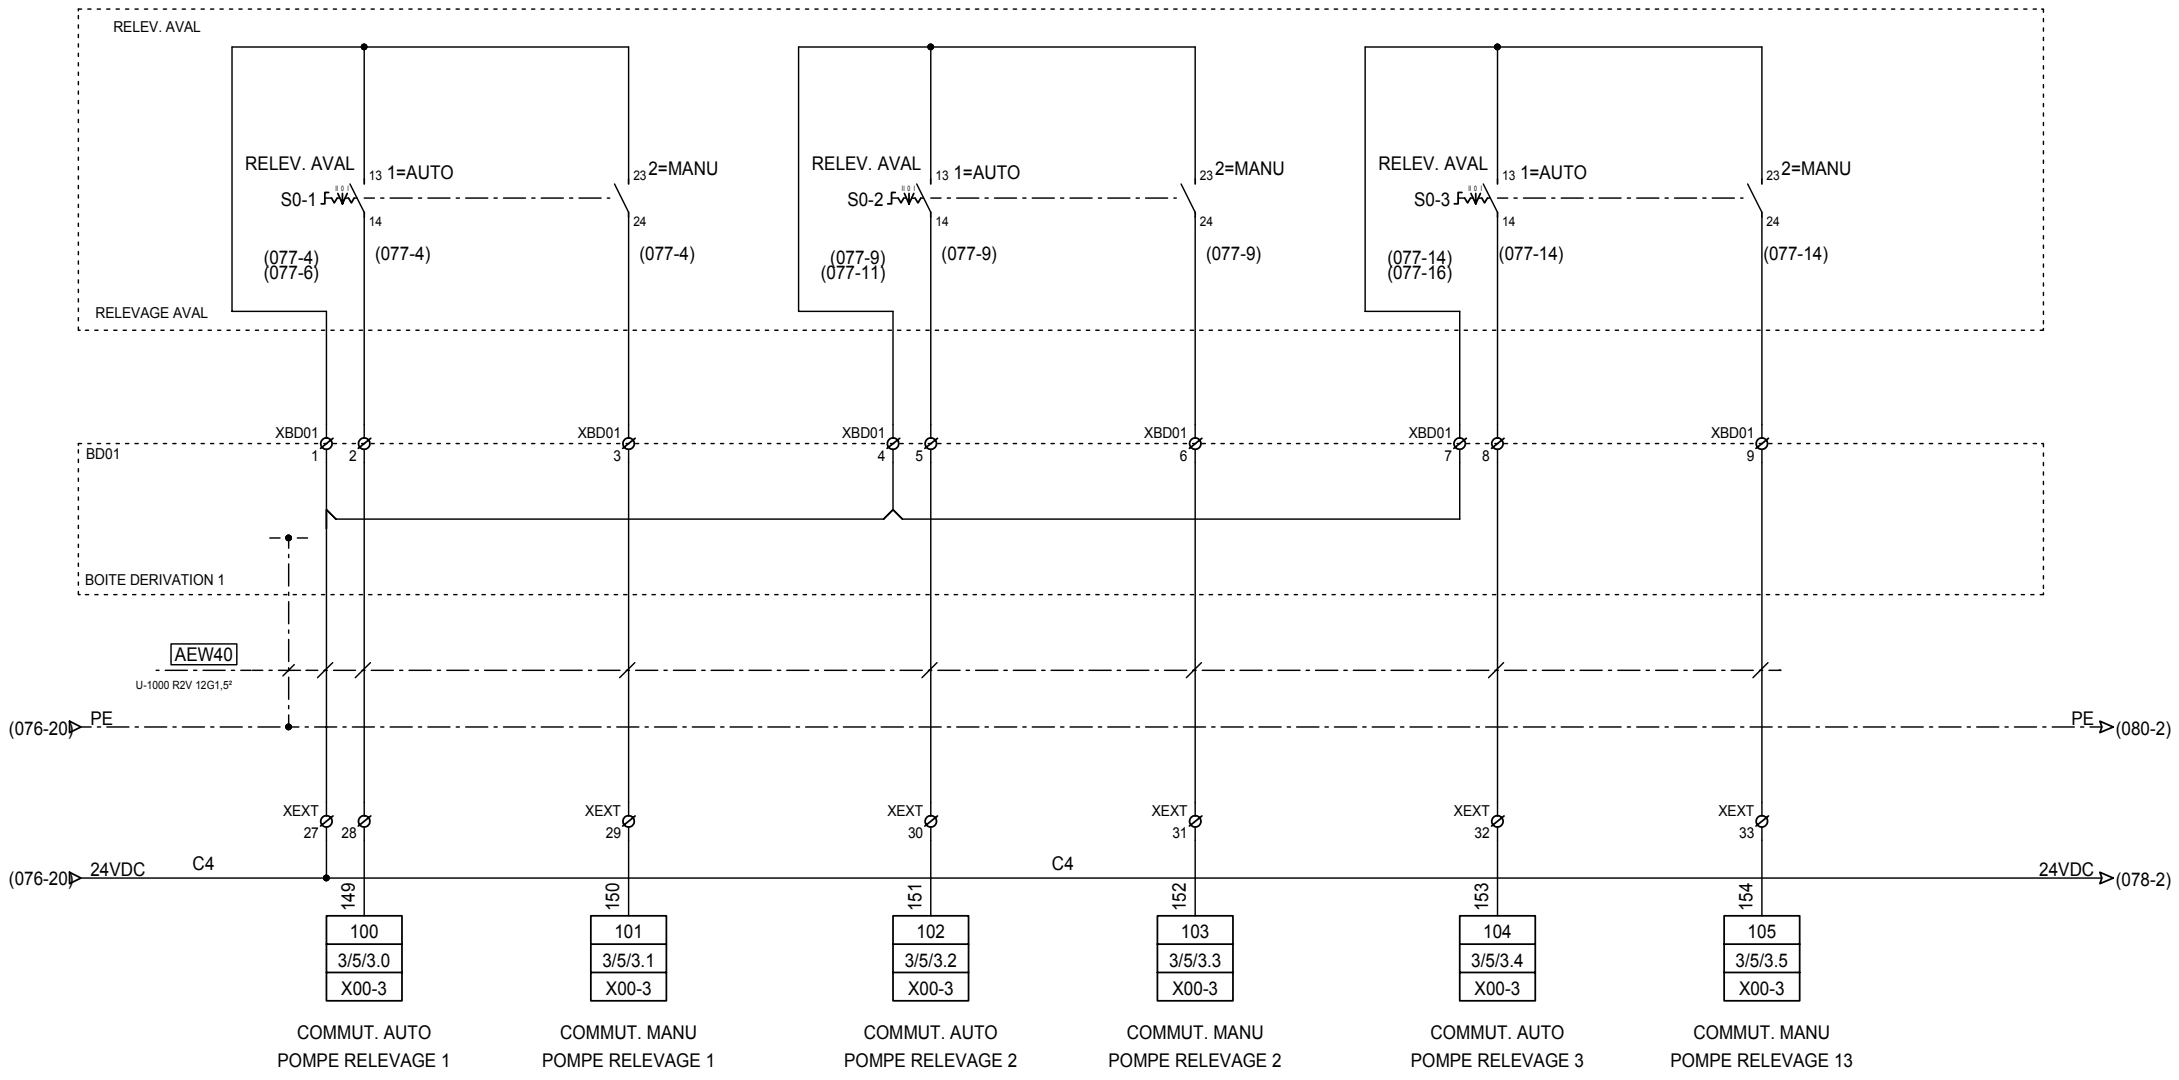 RELEV. AVAL
RELEV. AVAL 13 1=AUTO 23 2=MANU RELEV. AVAL 13 1=AUTO 23 2=MANU RELEV. AVAL 13 1=AUTO 23 2=MANU
II 0 I II 0 I II 0 I
S0-1 S0-2 S0-3
14 24 14 24 14 24
(077-4) (077-4) (077-4) (077-9) (077-9) (077-9) (077-14) (077-14) (077-14)
(077-6) (077-11) (077-16)
RELEVAGE AVAL
XBD01 XBD01 XBD01 XBD01 XBD01 XBD01
BD01 1 2 3 4 5 6 7 8 9
BOITE DERIVATION 1
AEW40
U-1000 R2V 12G1,5²
(076-20) PE PE (080-2)
XEXT XEXT XEXT XEXT XEXT XEXT
27 28 29 30 31 32 33
(076-20) 24VDC C4 C4 24VDC (078-2)
149 150 151 152 153 154
100 101 102 103 104 105
3/5/3.0 3/5/3.1 3/5/3.2 3/5/3.3 3/5/3.4 3/5/3.5
X00-3 X00-3 X00-3 X00-3 X00-3 X00-3
COMMUT. AUTO COMMUT. MANU COMMUT. AUTO COMMUT. MANU COMMUT. AUTO COMMUT. MANU
POMPE RELEVAGE 1 POMPE RELEVAGE 1 POMPE RELEVAGE 2 POMPE RELEVAGE 2 POMPE RELEVAGE 3 POMPE RELEVAGE 13